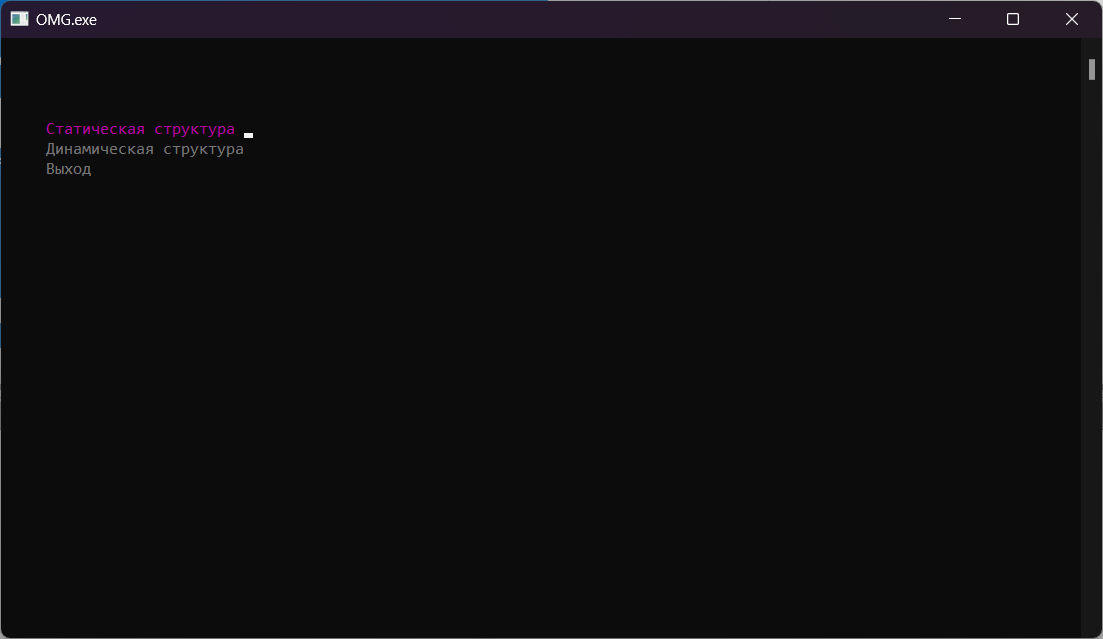 OMG.exe
Статическая структура
Динамическая структура
Выход